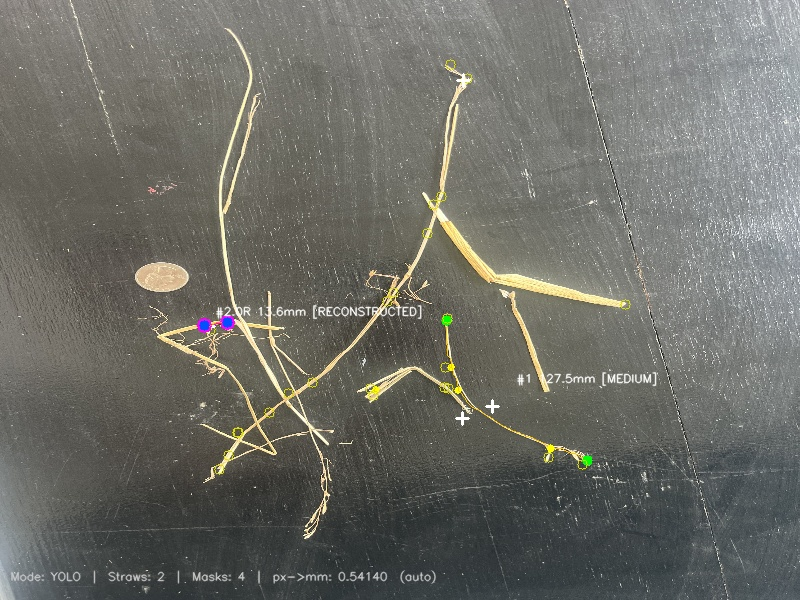 #2.0R 13.6mm [RECONSTRUCTED]
#1 27.5mm [MEDIUM]
Mode: YOLO | Straws: 2 | Masks: 4 | px->mm: 0.54140 (auto)